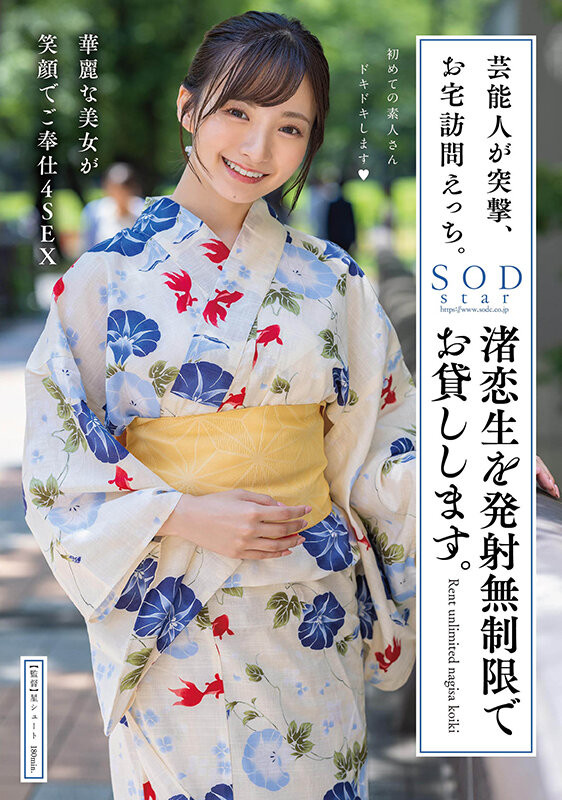 芸能人が突撃、
お宅訪問えっち。
SOD
star
https://www.sodc.co.jp
渚恋生を発射無制限で
お貸しします。
Rent unlimited nagisa koiki
初めての素人さん
ドキドキします♥
華麗な美女が
笑顔でご奉仕4SEX
【監督】星シュート 180min.